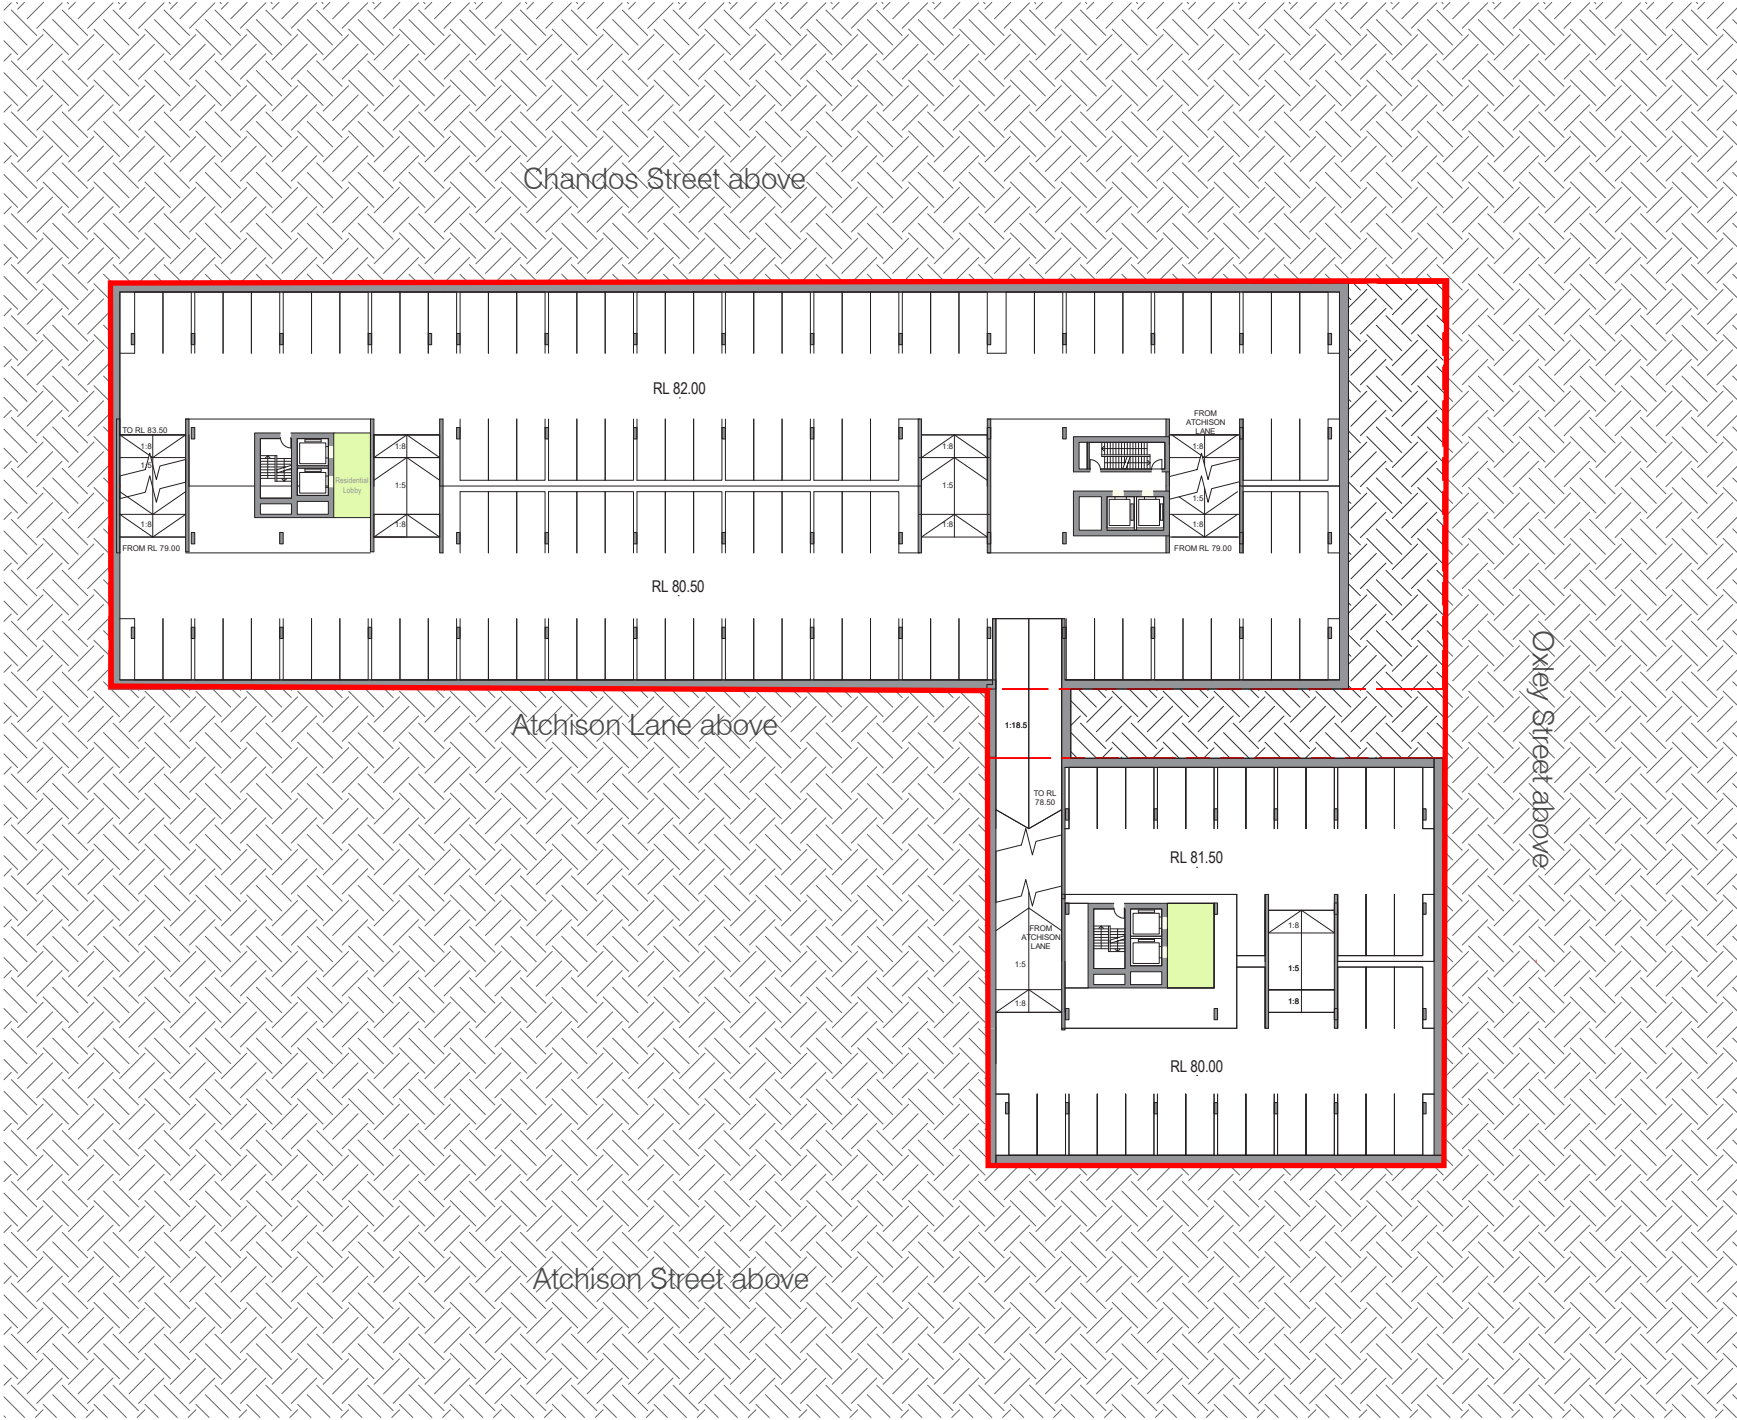 Chandos Street above
RL 82.00
FROM
ATCHISON
LANE
TO RL 83.50
1:8
1:8
1:8
1:8
1:5
Residential
Lobby
1:5
1:5
1:5
1:8
1:8
1:8
1:8
FROM RL 79.00
FROM RL 79.00
RL 80.50
Oxley Street above
Atchison Lane above
1:18.5
TO RL
78.50
RL 81.50
FROM
ATCHISON
LANE
1:8
1:5
1:5
1:8
1:8
RL 80.00
Atchison Street above